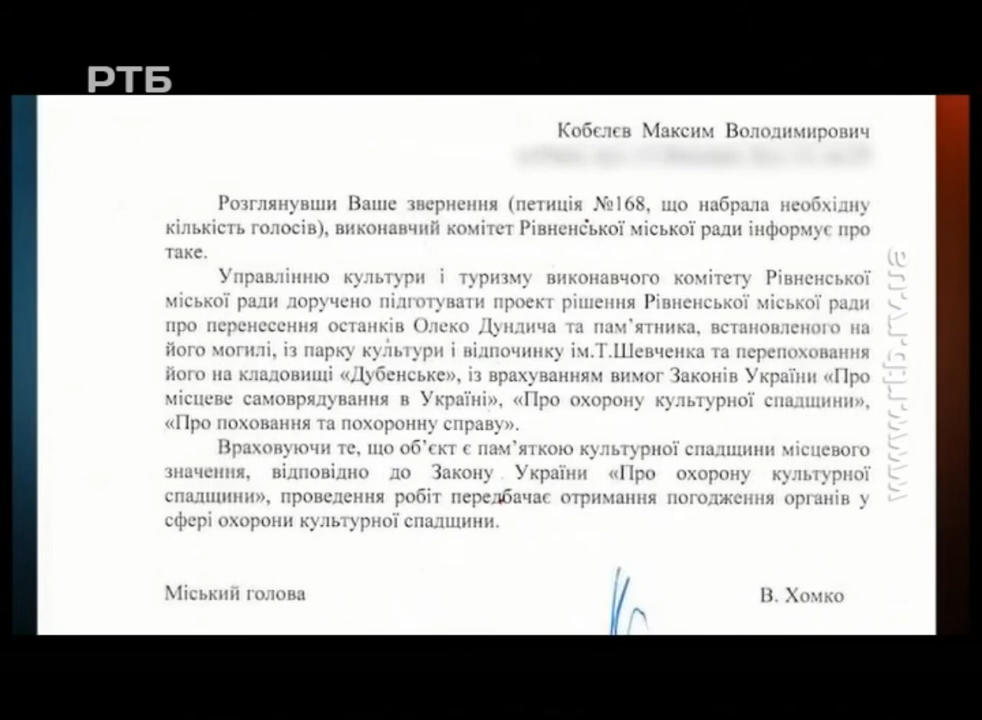 РТБ
Кобєлєв Максим Володимирович
Розглянувши Ваше звернення (петиція №168, що набрала необхідну
кількість голосів), виконавчий комітет Рівненської міської ради інформує про
таке.
Управлінню культури і туризму виконавчого комітету Рівненської
міської ради доручено підготувати проект рішення Рівненської міської ради
про перенесення останків Олеко Дундича та пам’ятника, встановленого на
його могилі, із парку культури і відпочинку ім.Т.Шевченка та перепоховання
його на кладовищі «Дубенське», із врахуванням вимог Законів України «Про
місцеве самоврядування в Україні», «Про охорону культурної спадщини»,
«Про поховання та похоронну справу».
Враховуючи те, що об’єкт є пам’яткою культурної спадщини місцевого
значення, відповідно до Закону України «Про охорону культурної
спадщини», проведення робіт передбачає отримання погодження органів у
сфері охорони культурної спадщини.
Міський голова В. Хомко